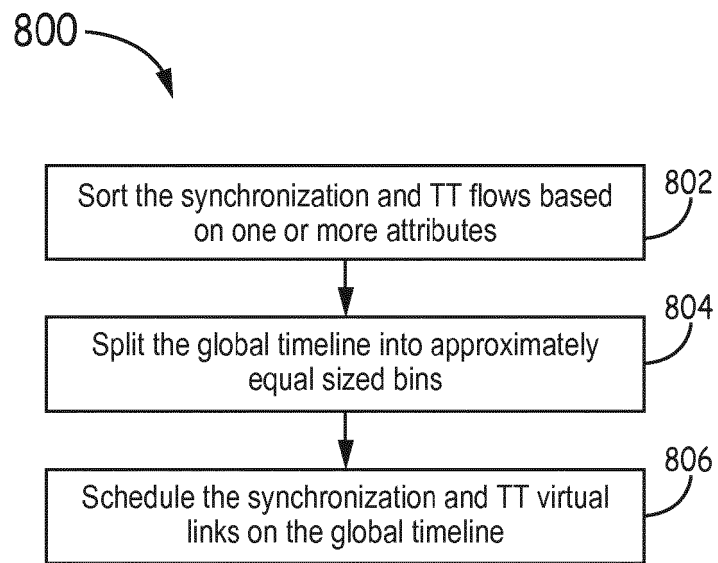 800
802
Sort the synchronization and TT flows based
on one or more attributes
804
Split the global timeline into approximately
equal sized bins
806
Schedule the synchronization and TT virtual
links on the global timeline